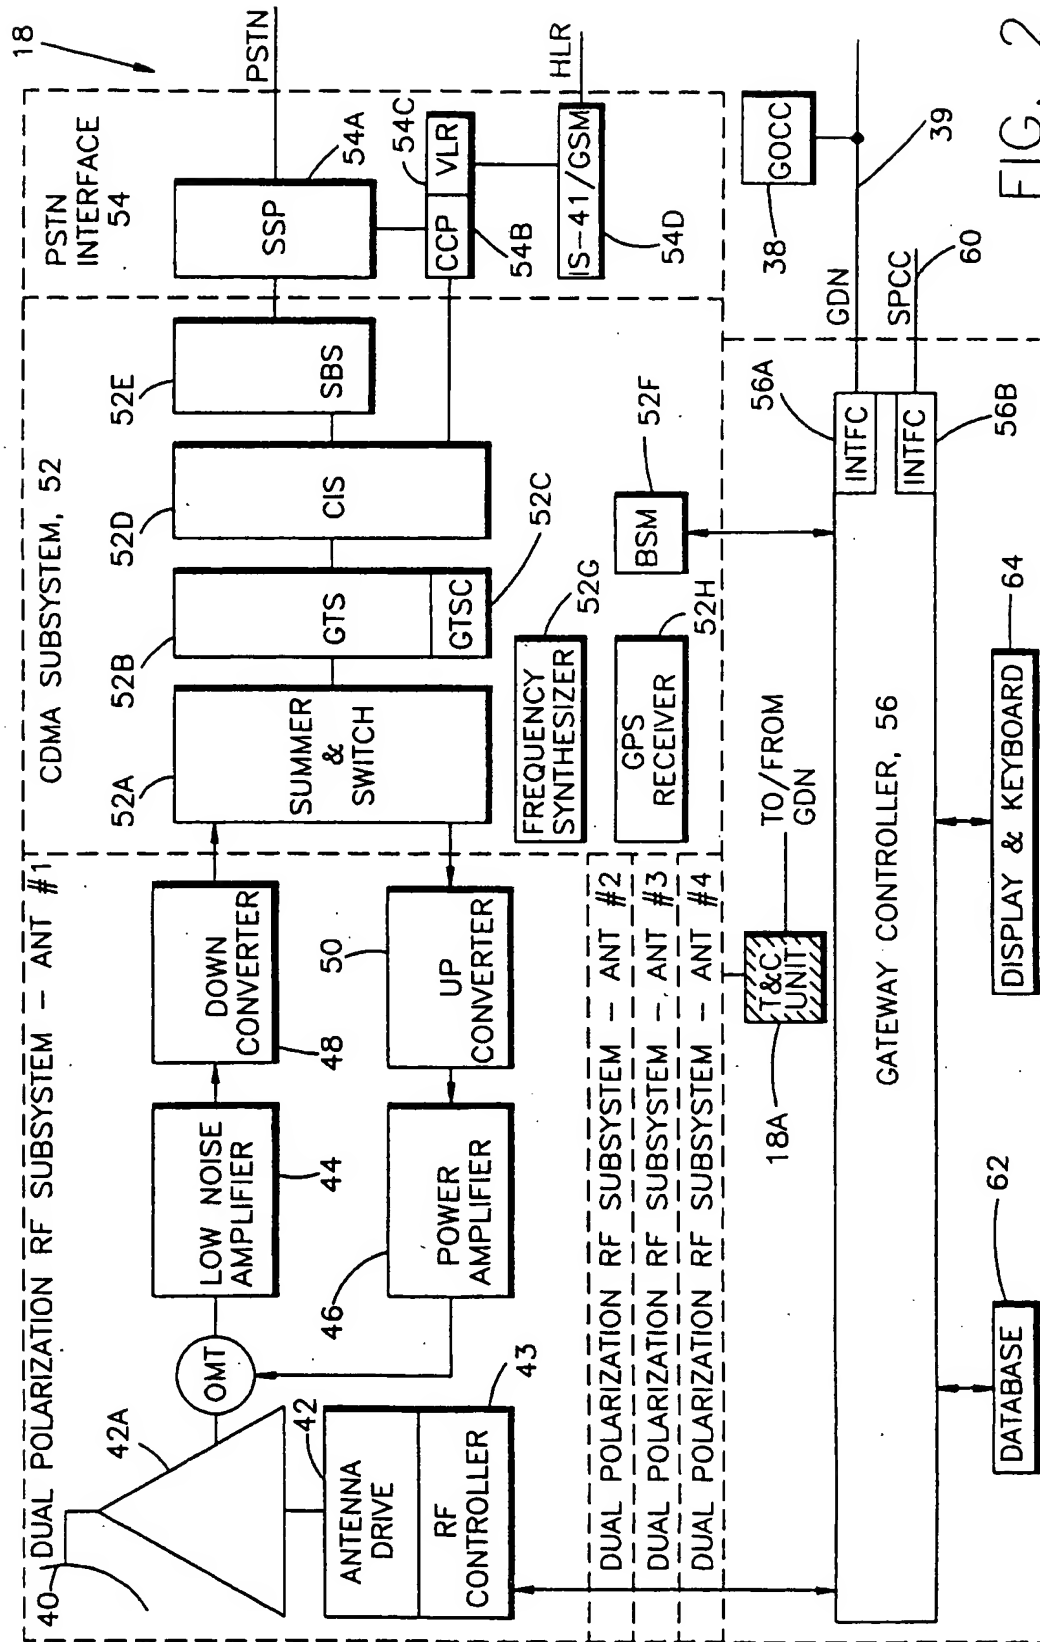 18
40
DUAL POLARIZATION RF SUBSYSTEM – ANT #1
42A
OMT
LOW NOISE
AMPLIFIER
44
DOWN
CONVERTER
48
42
ANTENNA
DRIVE
RF
CONTROLLER
43
46
POWER
AMPLIFIER
50
UP
CONVERTER
CDMA SUBSYSTEM, 52
52A
SUMMER
&
SWITCH
52B
GTS
GTSC
52C
52D
CIS
52E
SBS
FREQUENCY
SYNTHESIZER
52G
GPS
RECEIVER
52H
BSM
52F
PSTN
INTERFACE
54
SSP
54A
PSTN
CCP
VLR
54C
54B
IS-41/GSM
54D
HLR
DUAL POLARIZATION RF SUBSYSTEM – ANT #2
DUAL POLARIZATION RF SUBSYSTEM – ANT #3
DUAL POLARIZATION RF SUBSYSTEM – ANT #4
18A
T&C
UNIT
TO/FROM
GDN
GATEWAY CONTROLLER, 56
INTFC
56A
INTFC
56B
GDN
SPCC
60
38
GOCC
39
DATABASE
62
DISPLAY & KEYBOARD
64
FIG. 2